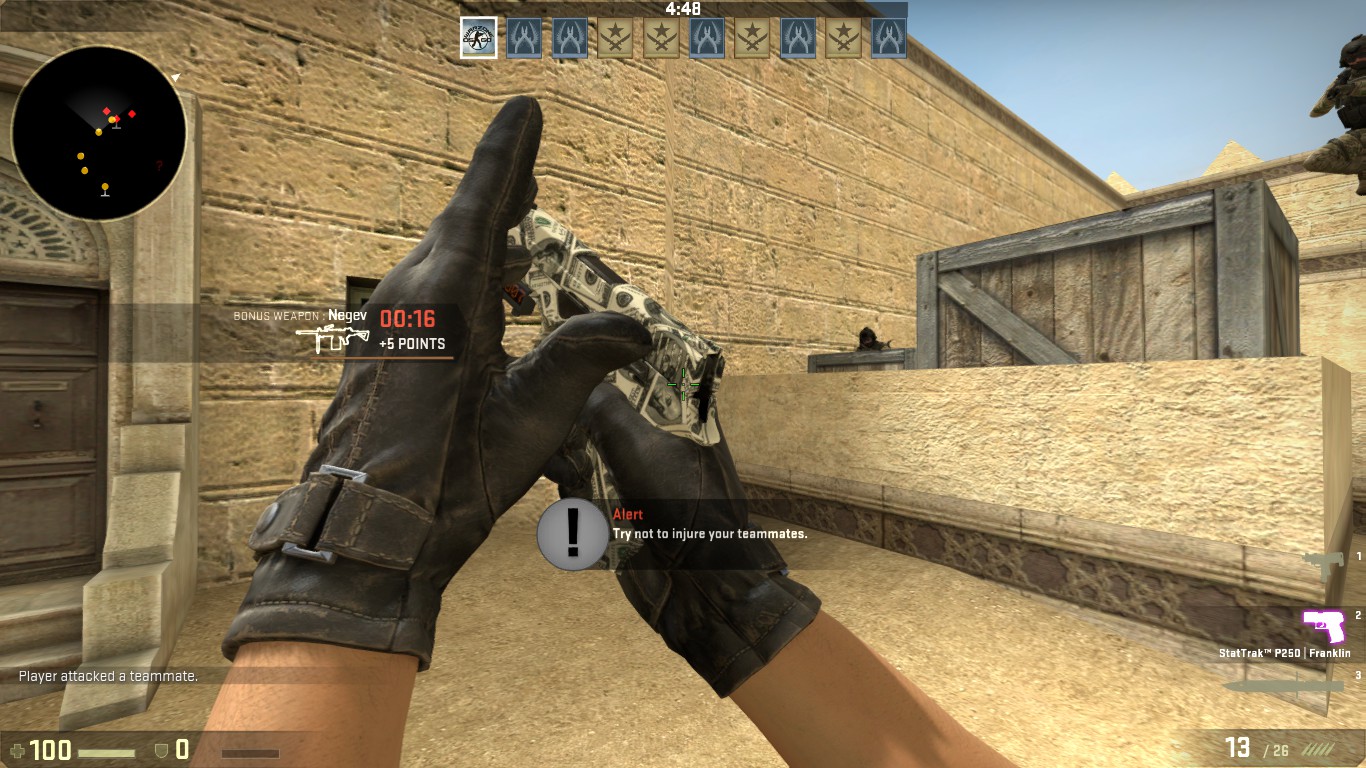 4:48
BONUS WEAPON : Negev
00:16
+5 POINTS
Alert
Try not to injure your teammates.
1
2
StatTrak™ P250 | Franklin
3
Player attacked a teammate.
100
0
13 / 26